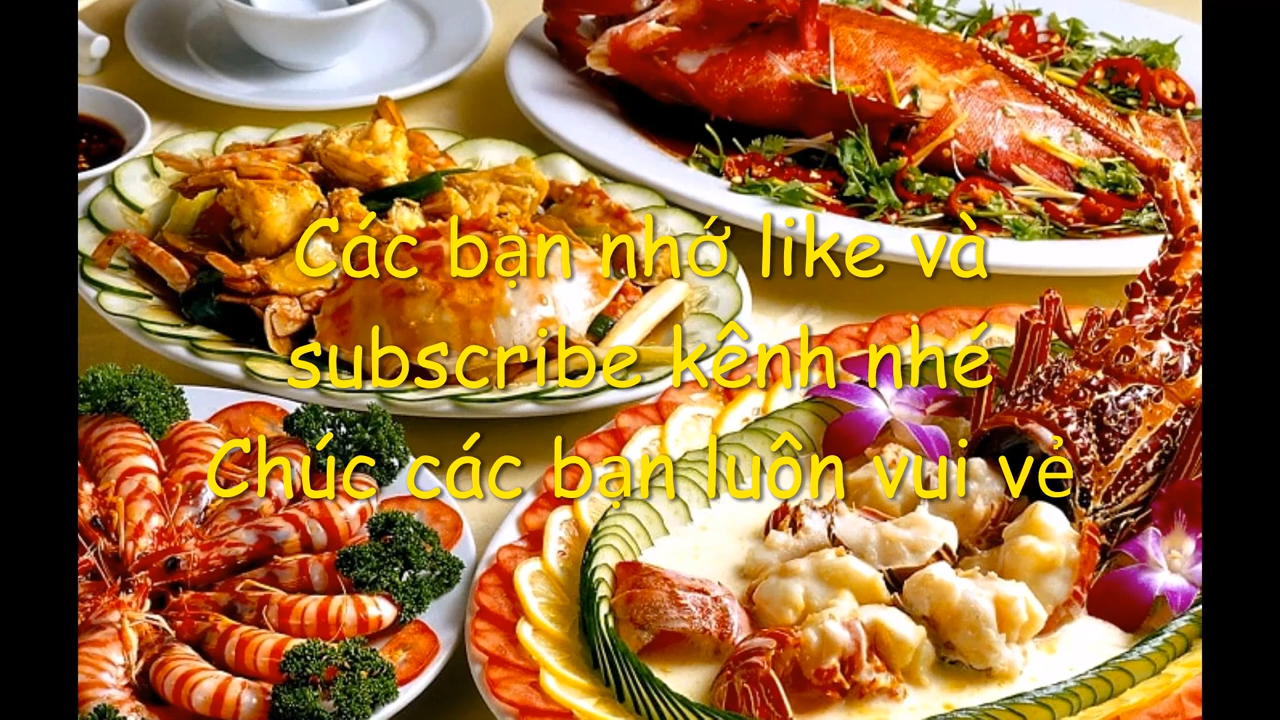 Các bạn nhớ like và
subscribe kênh nhé
Chúc các bạn luôn vui vẻ